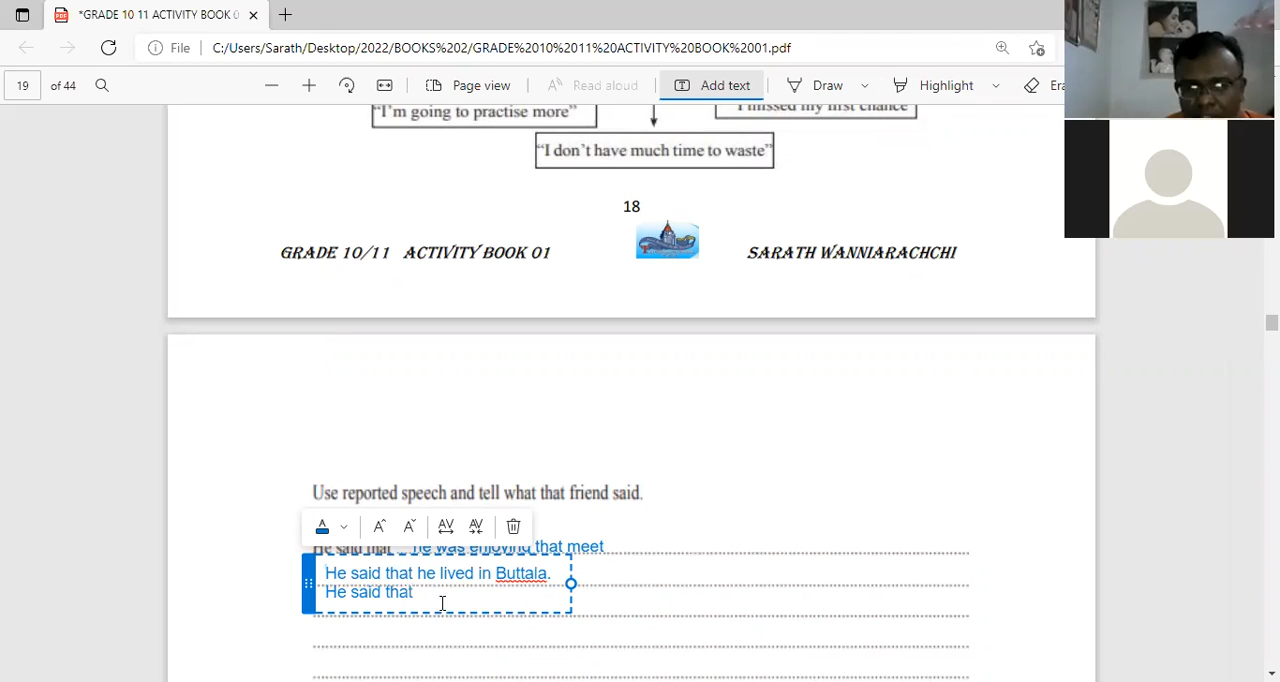 *GRADE 10 11 ACTIVITY BOOK 0
File
C:/Users/Sarath/Desktop/2022/BOOKS%202/GRADE%2010%2011%20ACTIVITY%20BOOK%2001.pdf
19 of 44
Page view
Read aloud
Add text
Draw
Highlight
Era
"I'm going to practise more"
I missed my first chance
"I don't have much time to waste"
18
GRADE 10/11 ACTIVITY BOOK 01
SARATH WANNIARACHCHI
Use reported speech and tell what that friend said.
He said that he was enjoying that meet
He said that he lived in Buttala.
He said that